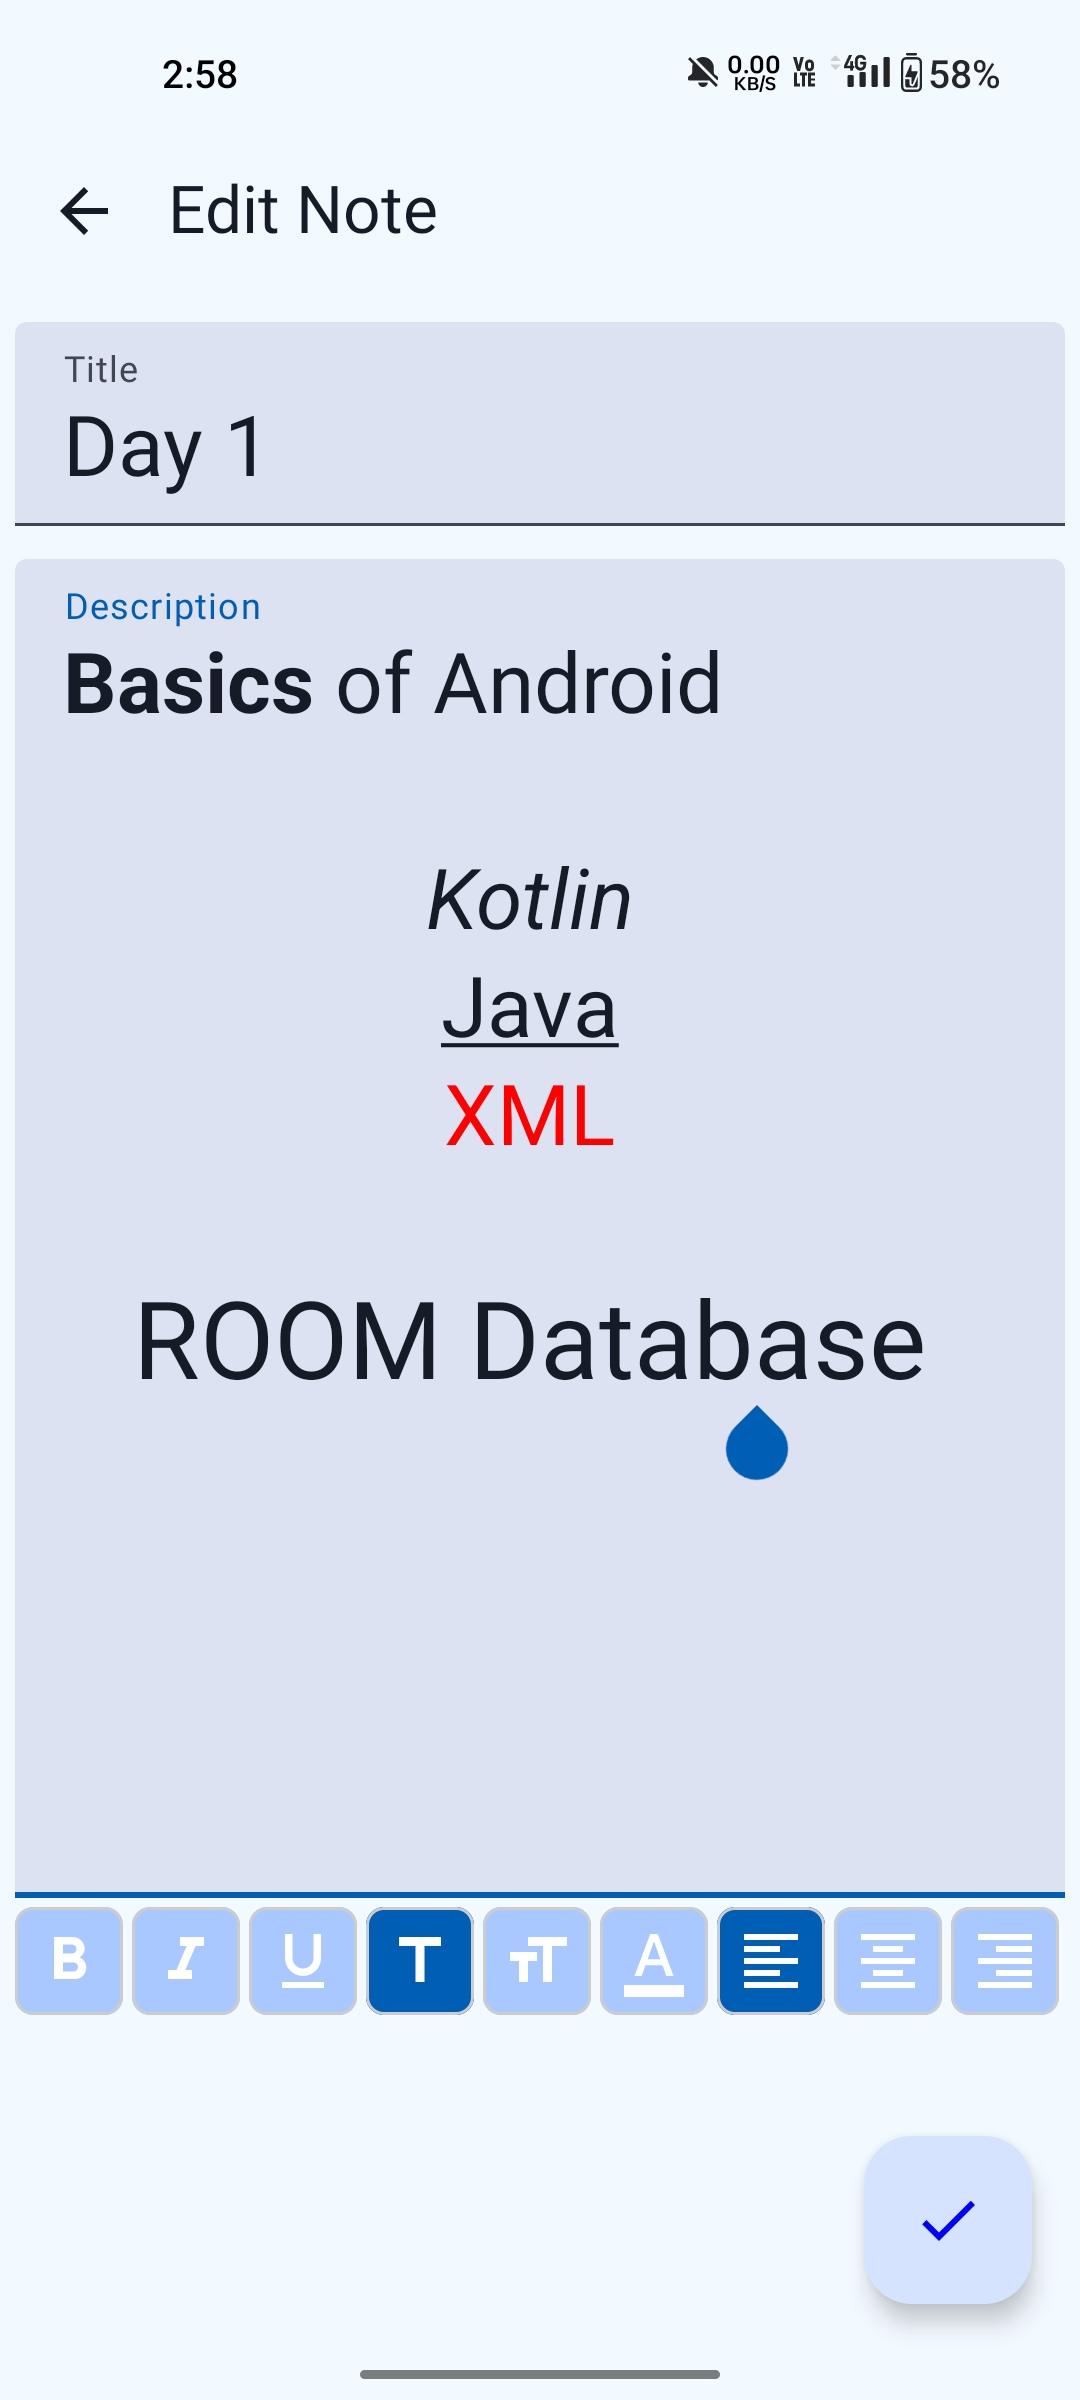 2:58 0.00 KB/S Vo LTE 4G 58%
Edit Note
Title
Day 1
Description
Basics of Android
Kotlin
Java
XML
ROOM Database
B I U T TT A